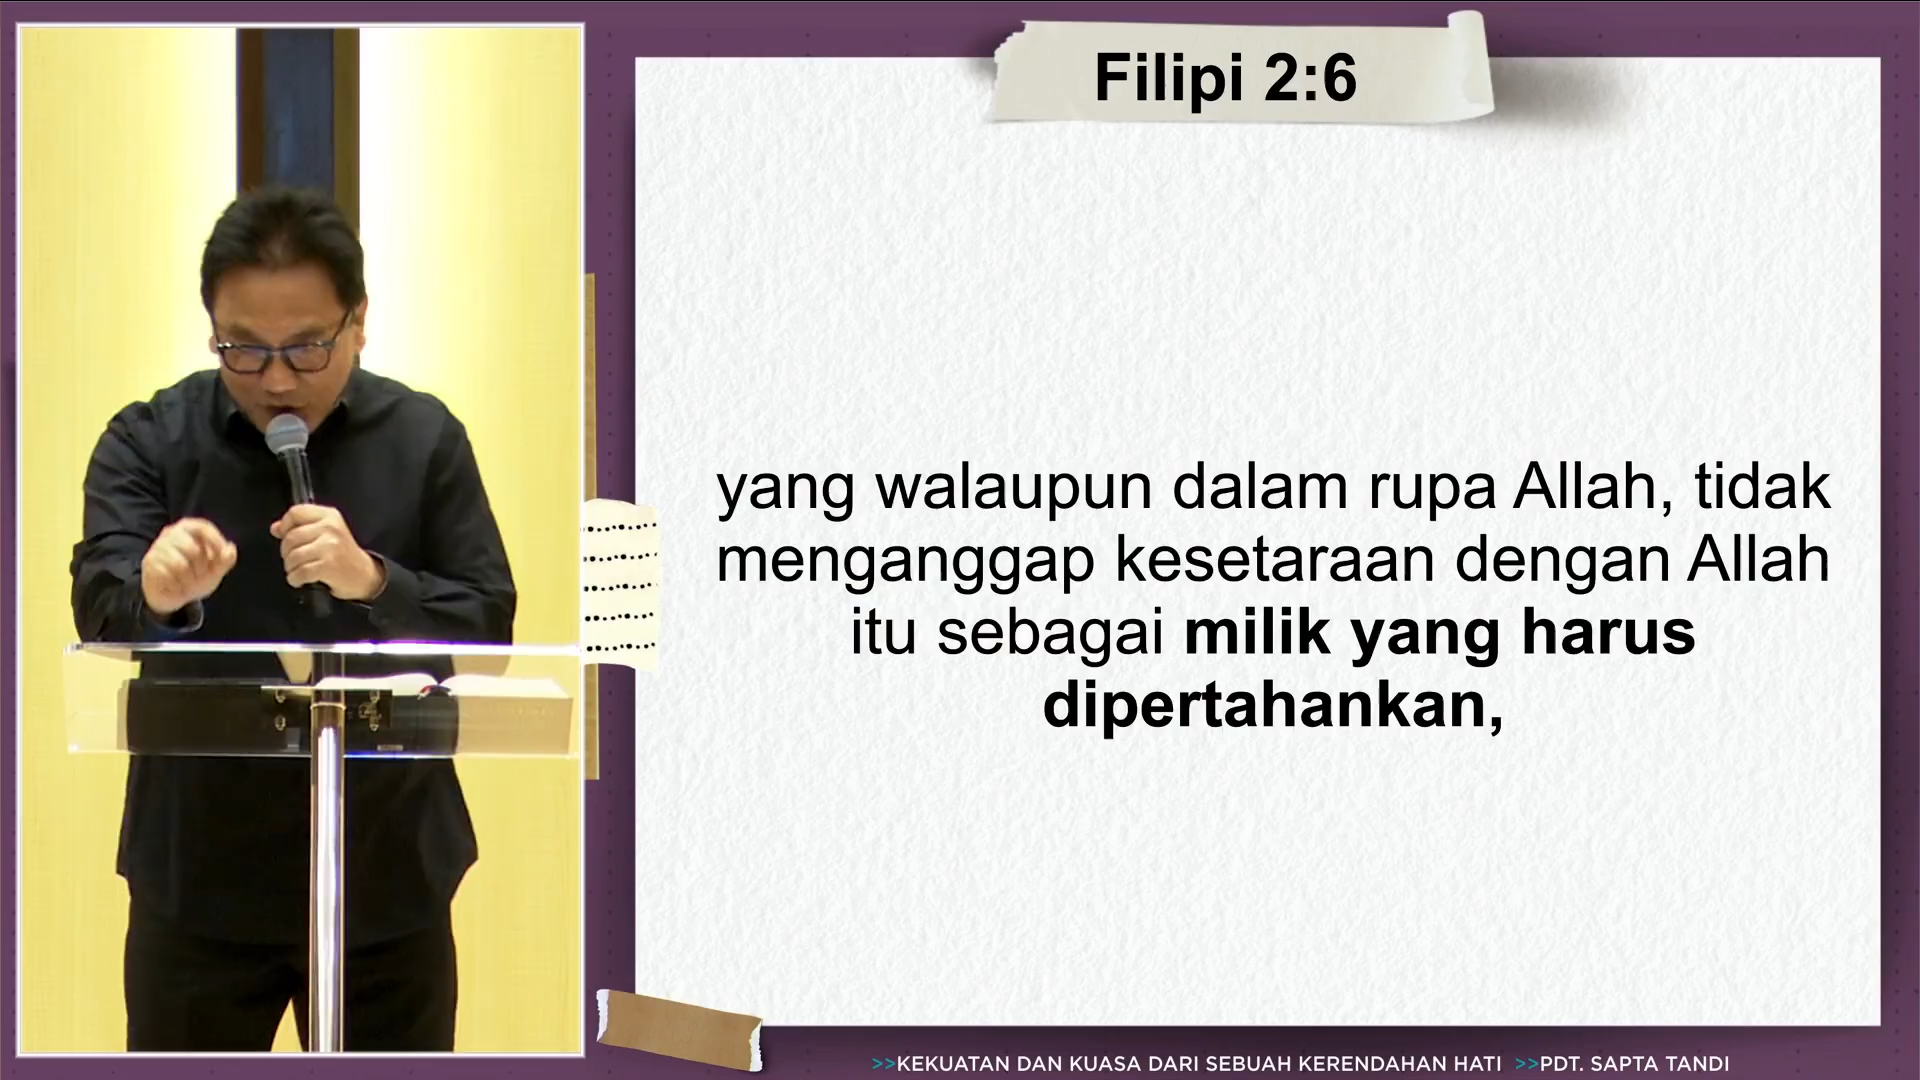 Filipi 2:6
yang walaupun dalam rupa Allah, tidak
menganggap kesetaraan dengan Allah
itu sebagai milik yang harus
dipertahankan,
>>KEKUATAN DAN KUASA DARI SEBUAH KERENDAHAN HATI >>PDT. SAPTA TANDI